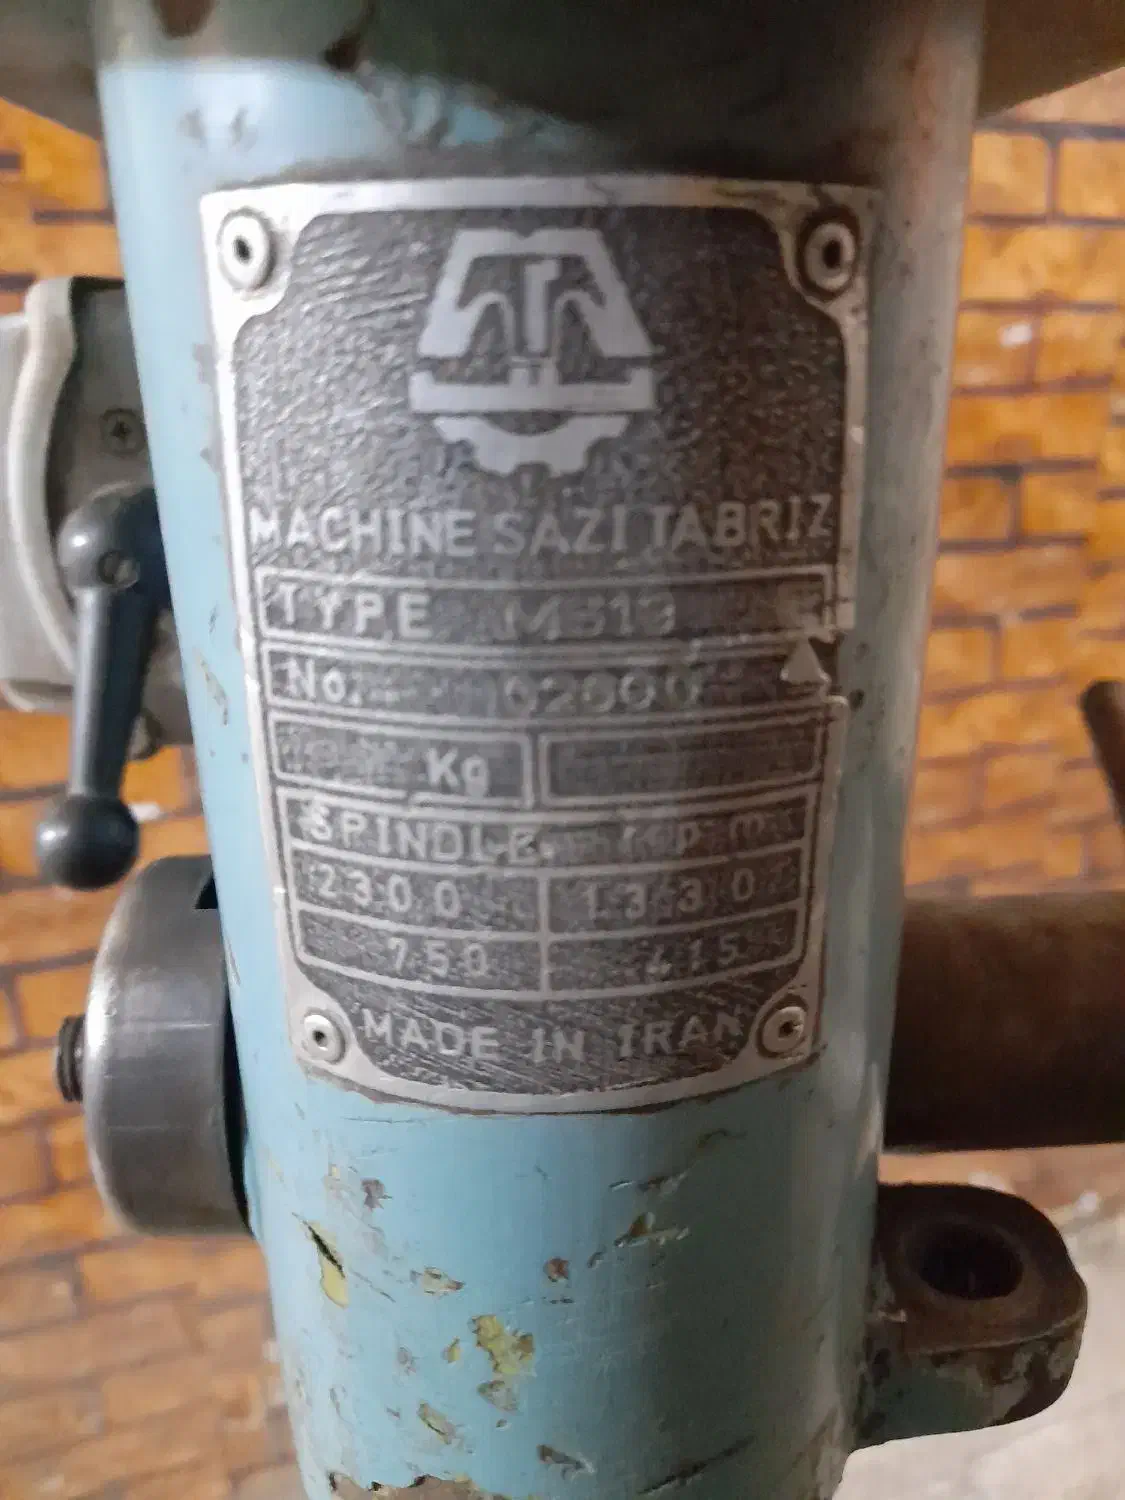 MACHINE SAZI TABRIZ
TYPE
No.
Kg
SPINDLE r.p.m.
2300 1330
750 415
MADE IN IRAN